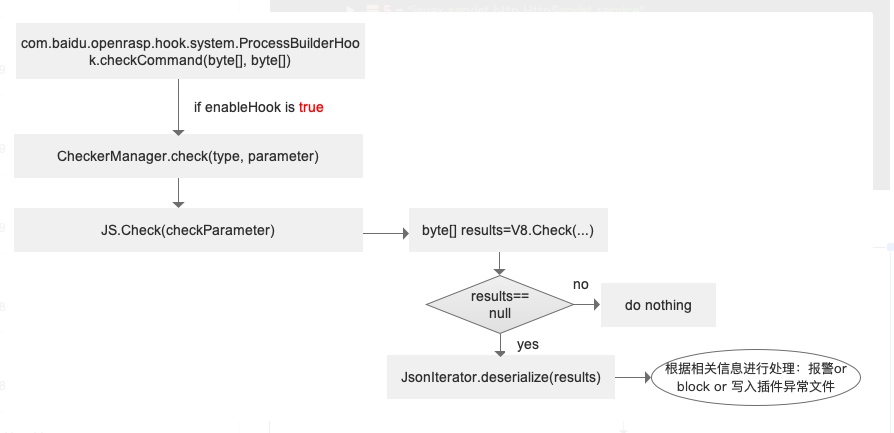 com.baidu.openrasp.hook.system.ProcessBuilderHoo
k.checkCommand(byte[], byte[])
if enableHook is true
CheckerManager.check(type, parameter)
JS.Check(checkParameter)
byte[] results=V8.Check(...)
results==
null
no
do nothing
yes
JsonIterator.deserialize(results)
根据相关信息进行处理：报警or
block or 写入插件异常文件